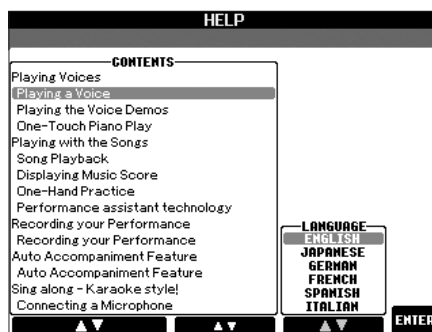 HELP
CONTENTS
Playing Voices
Playing a Voice
Playing the Voice Demos
One-Touch Piano Play
Playing with the Songs
Song Playback
Displaying Music Score
One-Hand Practice
Performance assistant technology
Recording your Performance
Recording your Performance
Auto Accompaniment Feature
Auto Accompaniment Feature
Sing along - Karaoke style!
Connecting a Microphone
LANGUAGE
ENGLISH
JAPANESE
GERMAN
FRENCH
SPANISH
ITALIAN
ENTER